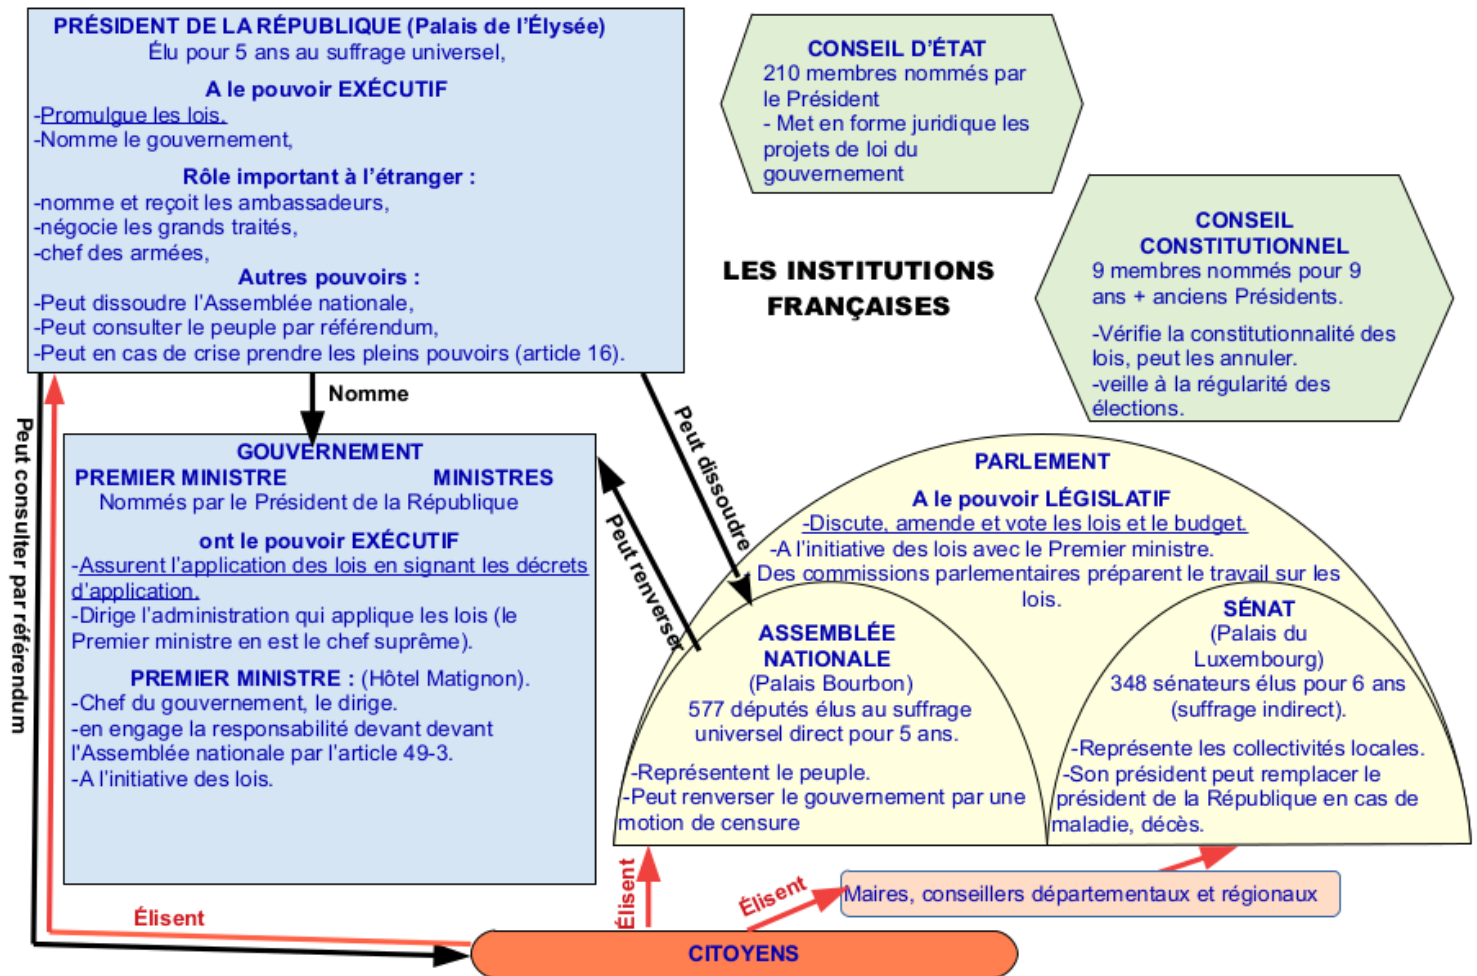 PRÉSIDENT DE LA RÉPUBLIQUE (Palais de l'Élysée)
Élu pour 5 ans au suffrage universel,
A le pouvoir EXÉCUTIF
-Promulgue les lois.
-Nomme le gouvernement,
Rôle important à l'étranger :
-nomme et reçoit les ambassadeurs,
-négocie les grands traités,
-chef des armées,
Autres pouvoirs :
-Peut dissoudre l'Assemblée nationale,
-Peut consulter le peuple par référendum,
-Peut en cas de crise prendre les pleins pouvoirs (article 16).
CONSEIL D'ÉTAT
210 membres nommés par
le Président
- Met en forme juridique les
projets de loi du
gouvernement
CONSEIL
CONSTITUTIONNEL
9 membres nommés pour 9
ans + anciens Présidents.
-Vérifie la constitutionnalité des
lois, peut les annuler.
-veille à la régularité des
élections.
LES INSTITUTIONS
FRANÇAISES
Nomme
Peut dissoudre
Peut renverser
Peut consulter par référendum
GOUVERNEMENT
PREMIER MINISTRE MINISTRES
Nommés par le Président de la République
ont le pouvoir EXÉCUTIF
-Assurent l'application des lois en signant les décrets
d'application.
-Dirige l'administration qui applique les lois (le
Premier ministre en est le chef suprême).
PREMIER MINISTRE : (Hôtel Matignon).
-Chef du gouvernement, le dirige.
-en engage la responsabilité devant devant
l'Assemblée nationale par l'article 49-3.
-A l'initiative des lois.
PARLEMENT
A le pouvoir LÉGISLATIF
-Discute, amende et vote les lois et le budget.
-A l'initiative des lois avec le Premier ministre.
- Des commissions parlementaires préparent le travail sur les
lois.
ASSEMBLÉE
NATIONALE
(Palais Bourbon)
577 députés élus au suffrage
universel direct pour 5 ans.
-Représentent le peuple.
-Peut renverser le gouvernement par une
motion de censure
SÉNAT
(Palais du
Luxembourg)
348 sénateurs élus pour 6 ans
(suffrage indirect).
-Représente les collectivités locales.
-Son président peut remplacer le
président de la République en cas de
maladie, décès.
Élisent
Élisent
Élisent
Maires, conseillers départementaux et régionaux
CITOYENS